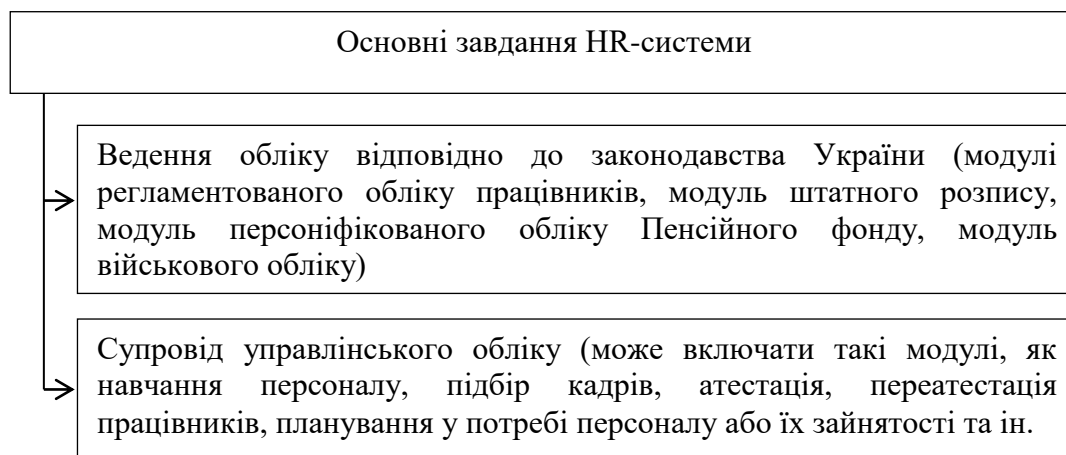 Основні завдання HR-системи
Ведення обліку відповідно до законодавства України (модулі
регламентованого обліку працівників, модуль штатного розпису,
модуль персоніфікованого обліку Пенсійного фонду, модуль
військового обліку)
Супровід управлінського обліку (може включати такі модулі, як
навчання персоналу, підбір кадрів, атестація, переатестація
працівників, планування у потребі персоналу або їх зайнятості та ін.